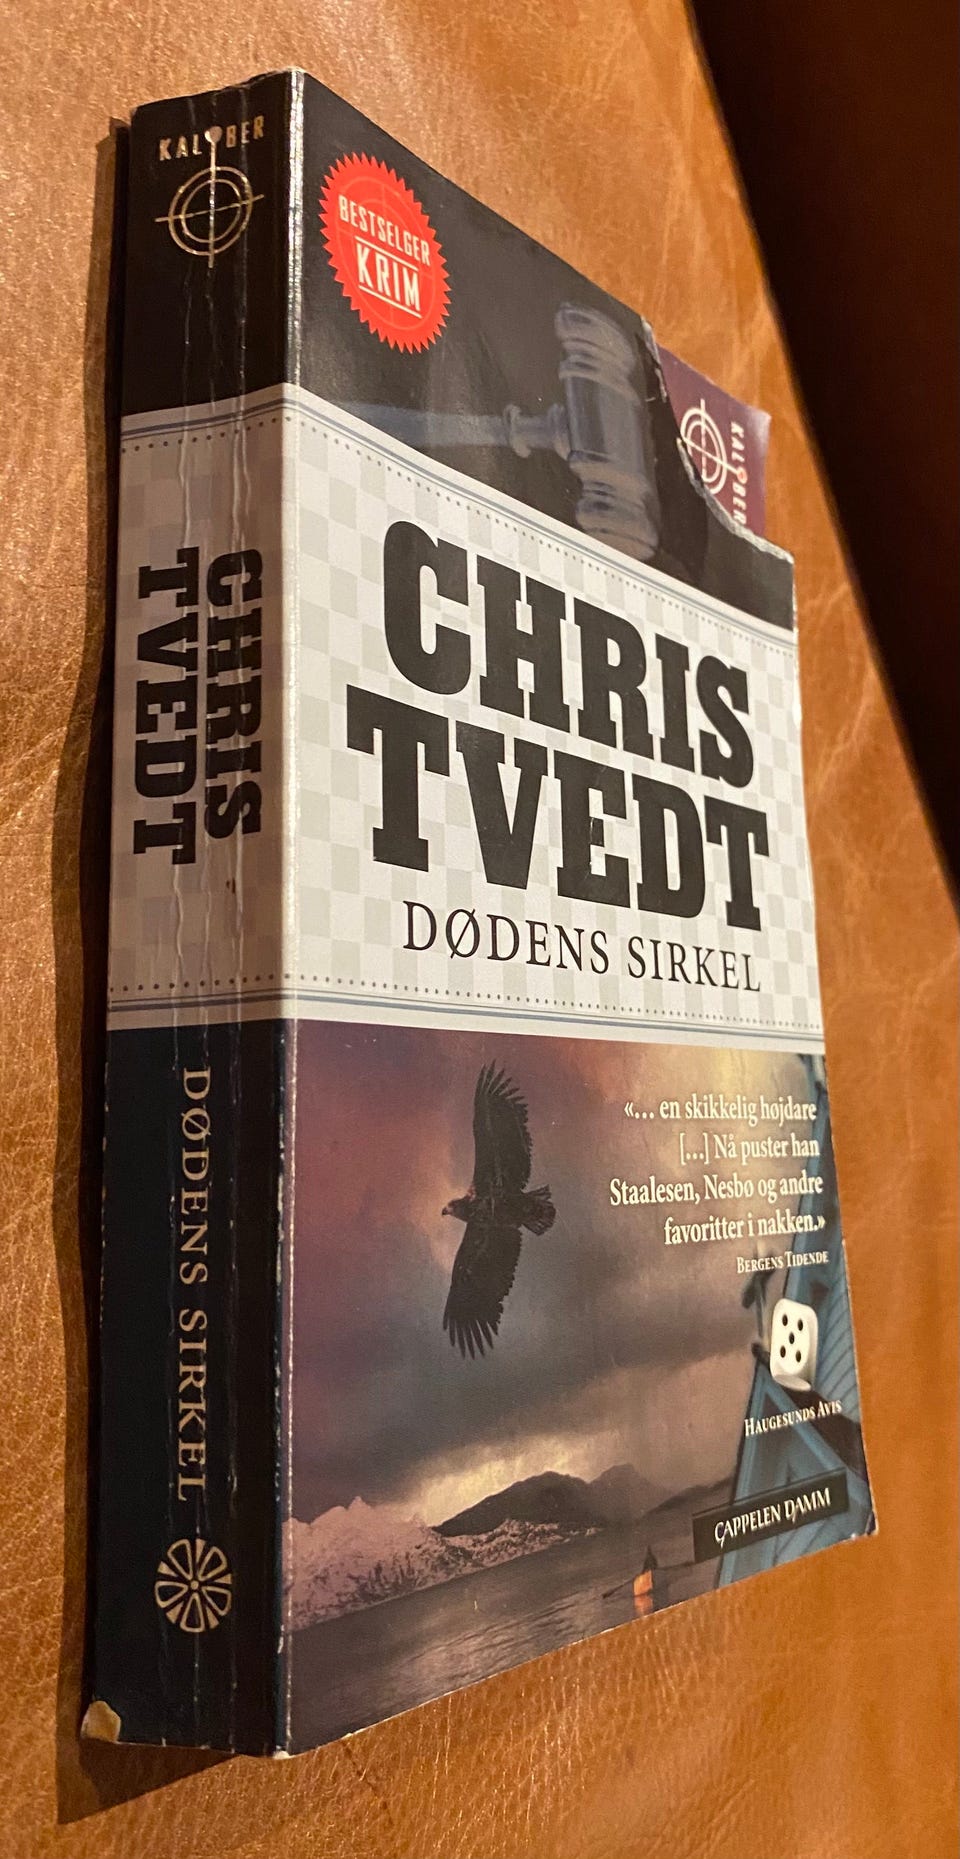 KALIBER
CHRIS
TVEDT
DØDENS SIRKEL
BESTSELGER
KRIM
KALIBER
CHRIS
TVEDT
DØDENS SIRKEL
«... en skikkelig højdare
[...] Nå puster han
Staalesen, Nesbø og andre
favoritter i nakken.»
BERGENS TIDENDE
HAUGESUNDS AVIS
CAPPELEN DAMM